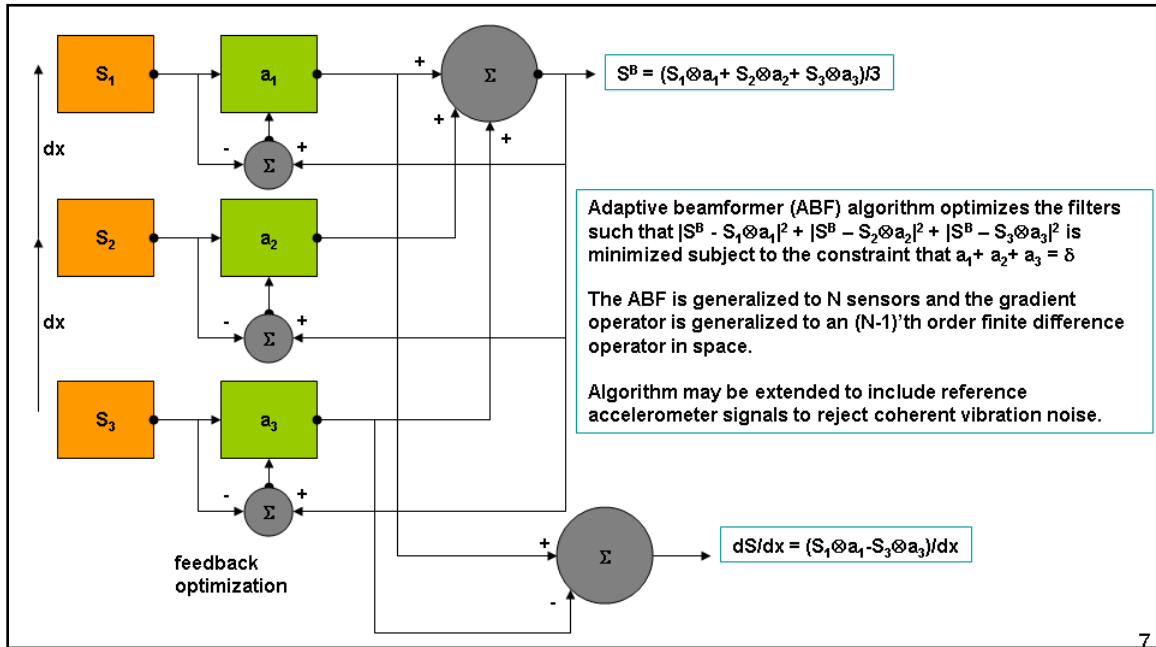 S₁
a₁
Σ
S^B = (S₁⊗a₁+ S₂⊗a₂+ S₃⊗a₃)/3
+
+
+
dx
-
+
Σ
S₂
a₂
Adaptive beamformer (ABF) algorithm optimizes the filters
such that |S^B - S₁⊗a₁|² + |S^B – S₂⊗a₂|² + |S^B – S₃⊗a₃|² is
minimized subject to the constraint that a₁+ a₂+ a₃ = δ
The ABF is generalized to N sensors and the gradient
operator is generalized to an (N-1)'th order finite difference
operator in space.
Algorithm may be extended to include reference
accelerometer signals to reject coherent vibration noise.
dx
-
+
Σ
S₃
a₃
-
+
Σ
feedback
optimization
+
Σ
-
dS/dx = (S₁⊗a₁-S₃⊗a₃)/dx
7